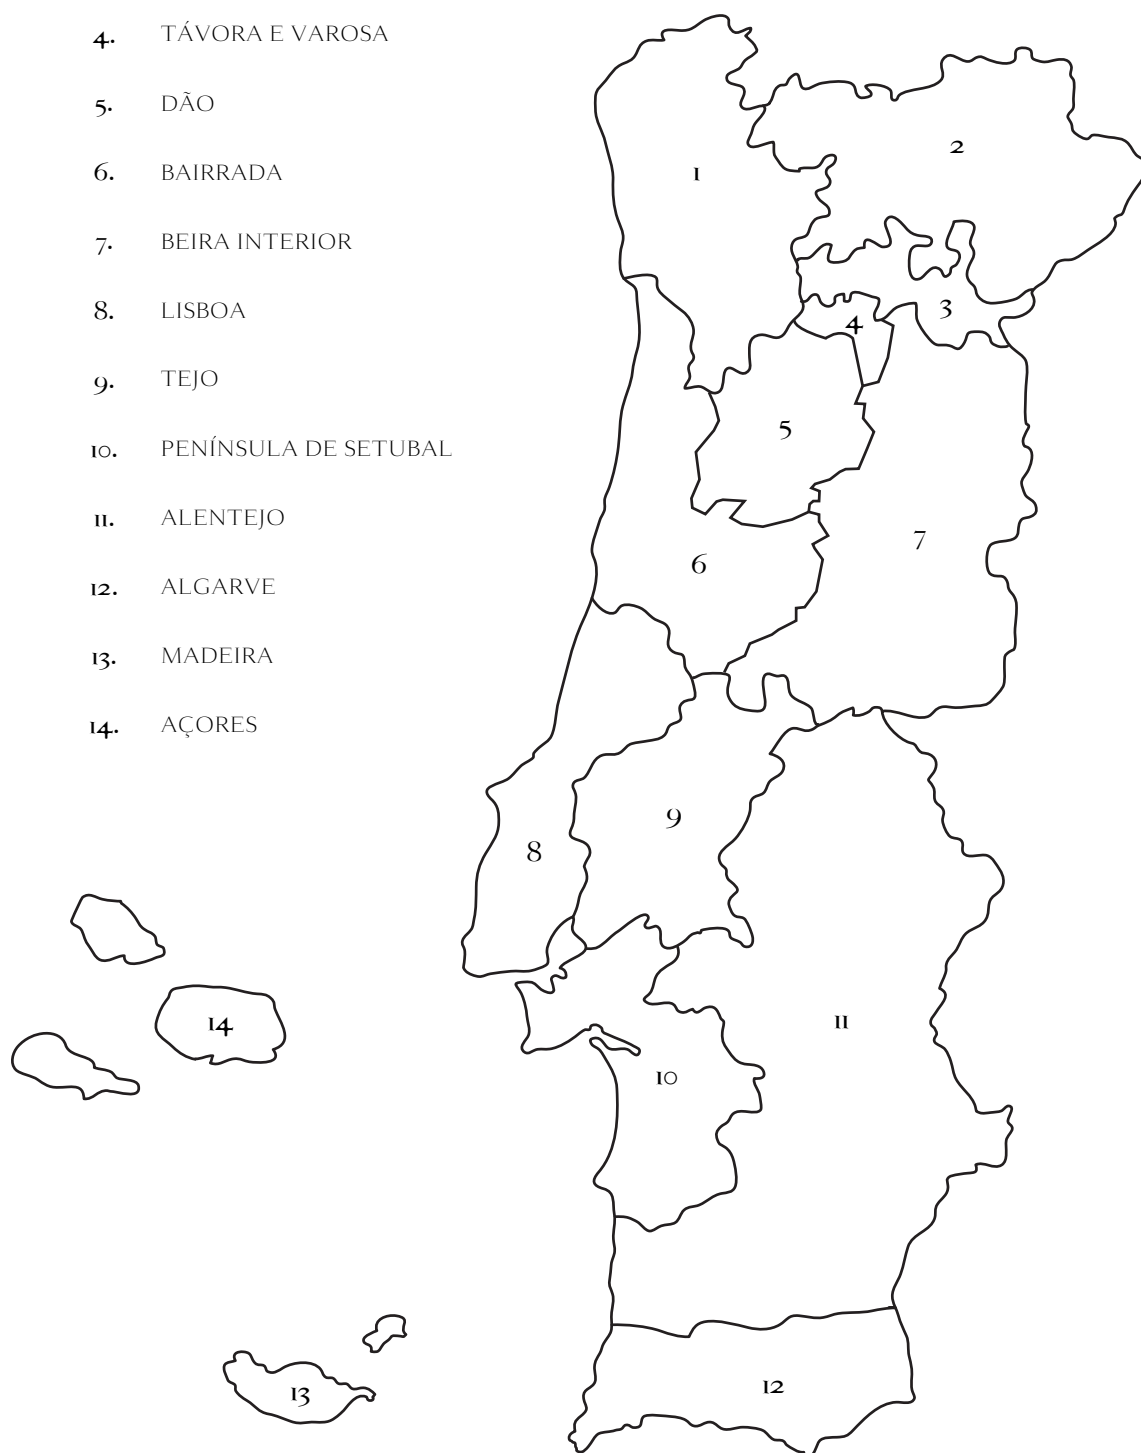 4. TÁVORA E VAROSA
5. DÃO
6. BAIRRADA
7. BEIRA INTERIOR
8. LISBOA
9. TEJO
10. PENÍNSULA DE SETUBAL
11. ALENTEJO
12. ALGARVE
13. MADEIRA
14. AÇORES
1
2
3
4
5
6
7
8
9
10
11
12
13
14